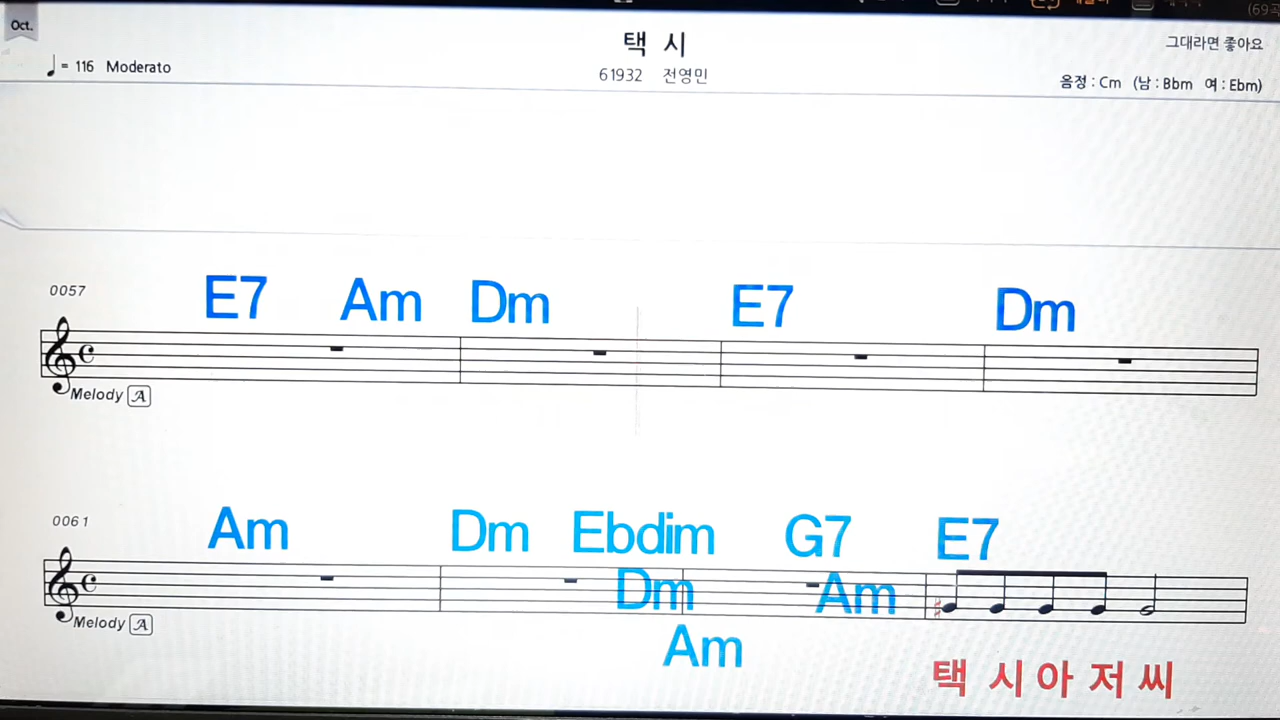 Oct.
택 시
그대라면 좋아요
♩= 116 Moderato
61932 전영민
음정 : Cm (남 : Bbm 여 : Ebm)
0057
E7 Am Dm E7 Dm
Melody A
0061
Am Dm Ebdim G7 E7
Dm Am
Melody A
Am
택 시 아 저 씨